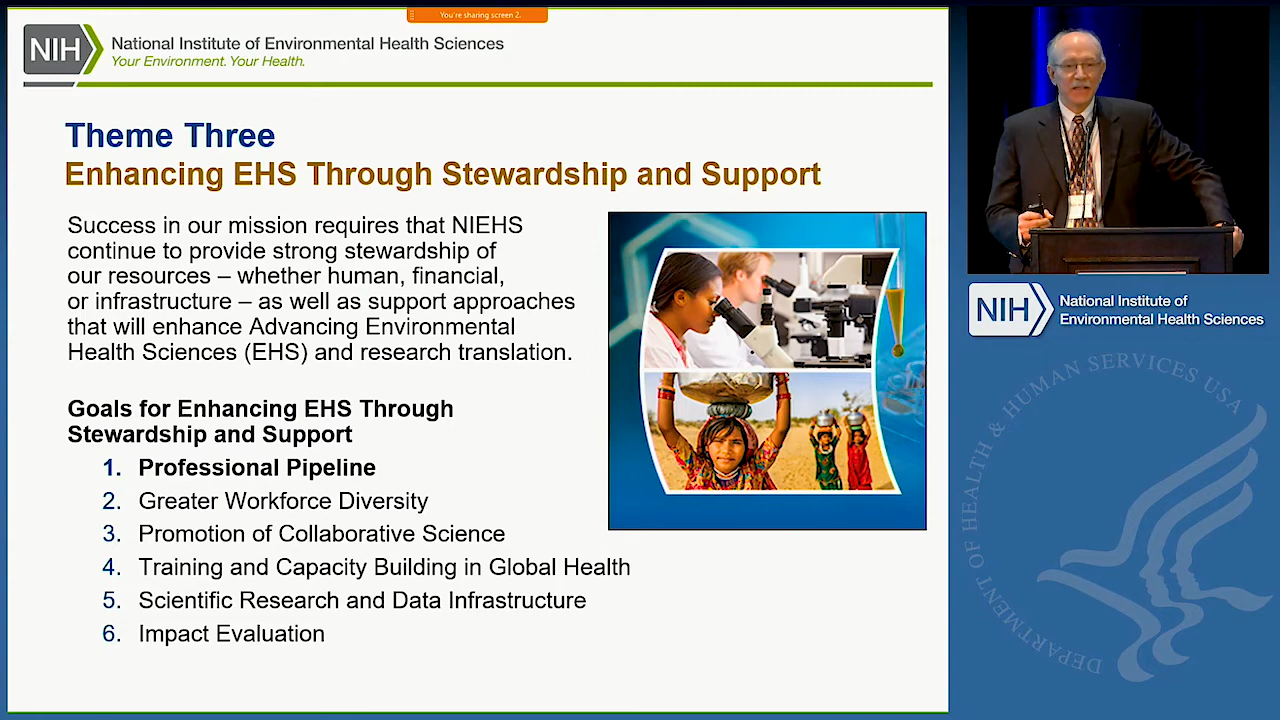 You're sharing screen 2.
NIH
National Institute of Environmental Health Sciences
Your Environment. Your Health.
Theme Three
Enhancing EHS Through Stewardship and Support
Success in our mission requires that NIEHS
continue to provide strong stewardship of
our resources – whether human, financial,
or infrastructure – as well as support approaches
that will enhance Advancing Environmental
Health Sciences (EHS) and research translation.
Goals for Enhancing EHS Through
Stewardship and Support
1. Professional Pipeline
2. Greater Workforce Diversity
3. Promotion of Collaborative Science
4. Training and Capacity Building in Global Health
5. Scientific Research and Data Infrastructure
6. Impact Evaluation
NIH
National Institute of
Environmental Health Sciences
DEPARTMENT OF HEALTH & HUMAN SERVICES USA